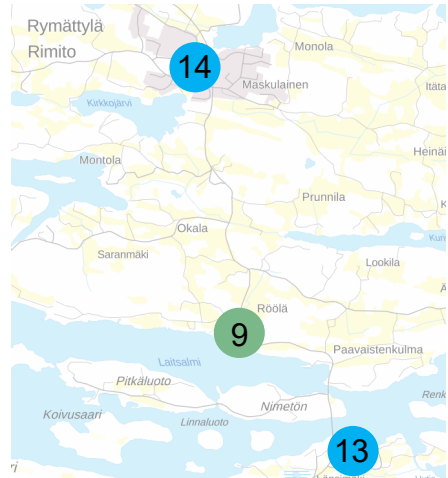 Rymättylä
Rimito
14
Monola
Maskulainen
Kirkkojärvi
Montola
Prunnila
Okala
Saranmäki
Lookila
Röölä
9
Paavaistenkulma
Laitsalmi
Pitkäluoto
Nimetön
Koivusaari
Linnaluoto
13